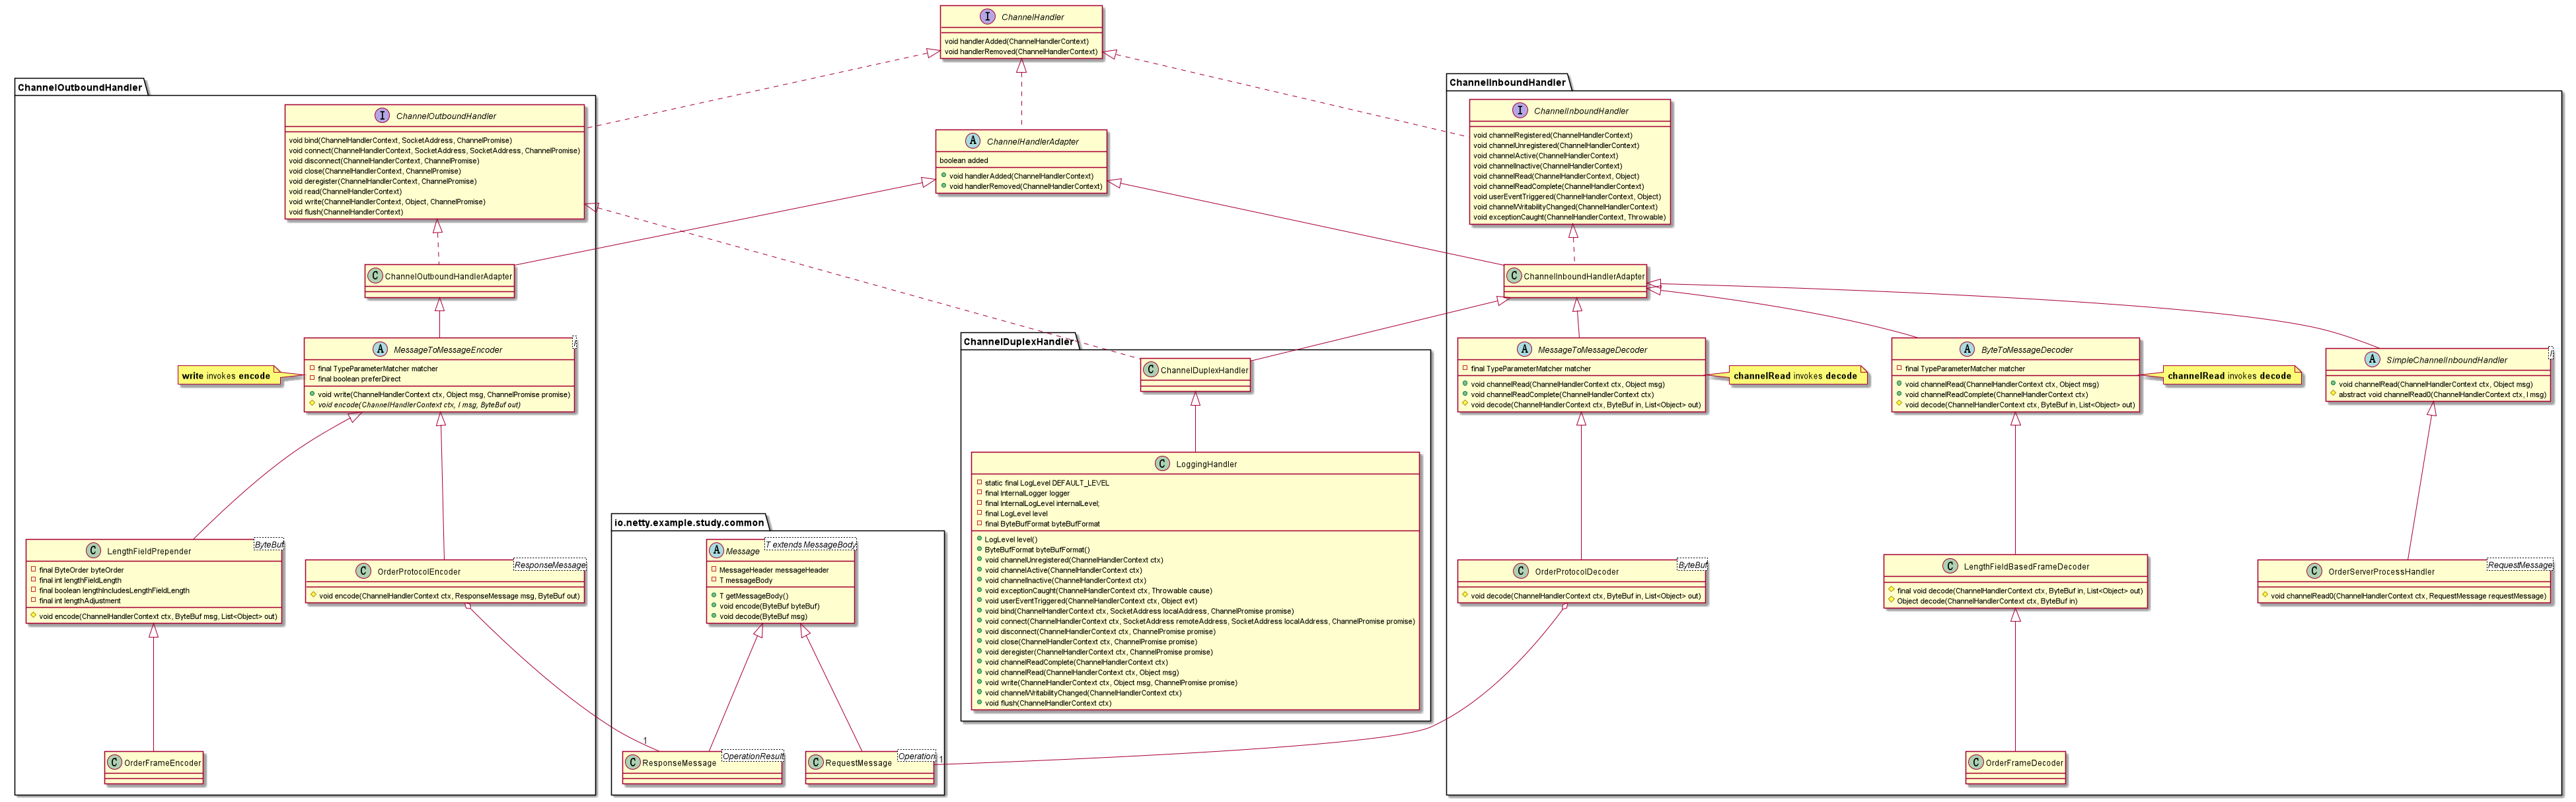 I ChannelHandler
void handlerAdded(ChannelHandlerContext)
void handlerRemoved(ChannelHandlerContext)
ChannelOutboundHandler
I ChannelOutboundHandler
void bind(ChannelHandlerContext, SocketAddress, ChannelPromise)
void connect(ChannelHandlerContext, SocketAddress, SocketAddress, ChannelPromise)
void disconnect(ChannelHandlerContext, ChannelPromise)
void close(ChannelHandlerContext, ChannelPromise)
void deregister(ChannelHandlerContext, ChannelPromise)
void read(ChannelHandlerContext)
void write(ChannelHandlerContext, Object, ChannelPromise)
void flush(ChannelHandlerContext)
C ChannelOutboundHandlerAdapter
A MessageToMessageEncoder
final TypeParameterMatcher matcher
final boolean preferDirect
void write(ChannelHandlerContext ctx, Object msg, ChannelPromise promise)
void encode(ChannelHandlerContext ctx, I msg, ByteBuf out)
write invokes encode
C LengthFieldPrepender ByteBuf
final ByteOrder byteOrder
final int lengthFieldLength
final boolean lengthIncludesLengthFieldLength
final int lengthAdjustment
void encode(ChannelHandlerContext ctx, ByteBuf msg, List<Object> out)
C OrderProtocolEncoder ResponseMessage
void encode(ChannelHandlerContext ctx, ResponseMessage msg, ByteBuf out)
C OrderFrameEncoder
A ChannelHandlerAdapter
boolean added
void handlerAdded(ChannelHandlerContext)
void handlerRemoved(ChannelHandlerContext)
io.netty.example.study.common
A Message T extends MessageBody
MessageHeader messageHeader
T messageBody
T getMessageBody()
void encode(ByteBuf byteBuf)
void decode(ByteBuf msg)
1
C ResponseMessage OperationResult
C RequestMessage Operation
1
ChannelDuplexHandler
C ChannelDuplexHandler
C LoggingHandler
static final LogLevel DEFAULT_LEVEL
final InternalLogger logger
final InternalLogLevel internalLevel;
final LogLevel level
final ByteBufFormat byteBufFormat
LogLevel level()
ByteBufFormat byteBufFormat()
void channelUnregistered(ChannelHandlerContext ctx)
void channelActive(ChannelHandlerContext ctx)
void channelInactive(ChannelHandlerContext ctx)
void exceptionCaught(ChannelHandlerContext ctx, Throwable cause)
void userEventTriggered(ChannelHandlerContext ctx, Object evt)
void bind(ChannelHandlerContext ctx, SocketAddress localAddress, ChannelPromise promise)
void connect(ChannelHandlerContext ctx, SocketAddress remoteAddress, SocketAddress localAddress, ChannelPromise promise)
void disconnect(ChannelHandlerContext ctx, ChannelPromise promise)
void close(ChannelHandlerContext ctx, ChannelPromise promise)
void deregister(ChannelHandlerContext ctx, ChannelPromise promise)
void channelReadComplete(ChannelHandlerContext ctx)
void channelRead(ChannelHandlerContext ctx, Object msg)
void write(ChannelHandlerContext ctx, Object msg, ChannelPromise promise)
void channelWritabilityChanged(ChannelHandlerContext ctx)
void flush(ChannelHandlerContext ctx)
ChannelInboundHandler
I ChannelInboundHandler
void channelRegistered(ChannelHandlerContext)
void channelUnregistered(ChannelHandlerContext)
void channelActive(ChannelHandlerContext)
void channelInactive(ChannelHandlerContext)
void channelRead(ChannelHandlerContext, Object)
void channelReadComplete(ChannelHandlerContext)
void userEventTriggered(ChannelHandlerContext, Object)
void channelWritabilityChanged(ChannelHandlerContext)
void exceptionCaught(ChannelHandlerContext, Throwable)
C ChannelInboundHandlerAdapter
A MessageToMessageDecoder
final TypeParameterMatcher matcher
void channelRead(ChannelHandlerContext ctx, Object msg)
void channelReadComplete(ChannelHandlerContext ctx)
void decode(ChannelHandlerContext ctx, ByteBuf in, List<Object> out)
channelRead invokes decode
A ByteToMessageDecoder
final TypeParameterMatcher matcher
void channelRead(ChannelHandlerContext ctx, Object msg)
void channelReadComplete(ChannelHandlerContext ctx)
void decode(ChannelHandlerContext ctx, ByteBuf in, List<Object> out)
channelRead invokes decode
A SimpleChannelInboundHandler I
void channelRead(ChannelHandlerContext ctx, Object msg)
abstract void channelRead0(ChannelHandlerContext ctx, I msg)
C OrderProtocolDecoder ByteBuf
void decode(ChannelHandlerContext ctx, ByteBuf in, List<Object> out)
C LengthFieldBasedFrameDecoder
final void decode(ChannelHandlerContext ctx, ByteBuf in, List<Object> out)
Object decode(ChannelHandlerContext ctx, ByteBuf in)
C OrderServerProcessHandler RequestMessage
void channelRead0(ChannelHandlerContext ctx, RequestMessage requestMessage)
C OrderFrameDecoder